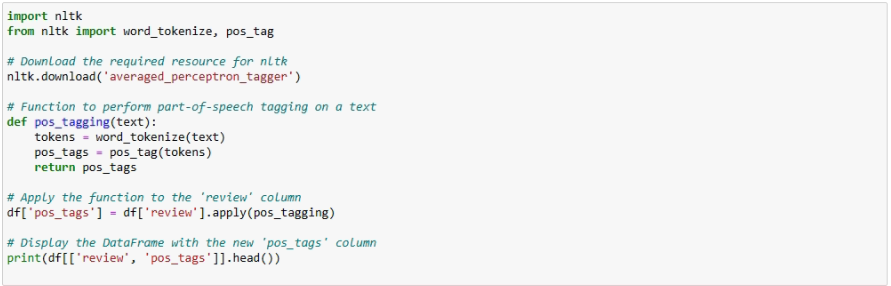 import nltk
from nltk import word_tokenize, pos_tag

# Download the required resource for nltk
nltk.download('averaged_perceptron_tagger')

# Function to perform part-of-speech tagging on a text
def pos_tagging(text):
    tokens = word_tokenize(text)
    pos_tags = pos_tag(tokens)
    return pos_tags

# Apply the function to the 'review' column
df['pos_tags'] = df['review'].apply(pos_tagging)

# Display the DataFrame with the new 'pos_tags' column
print(df[['review', 'pos_tags']].head())